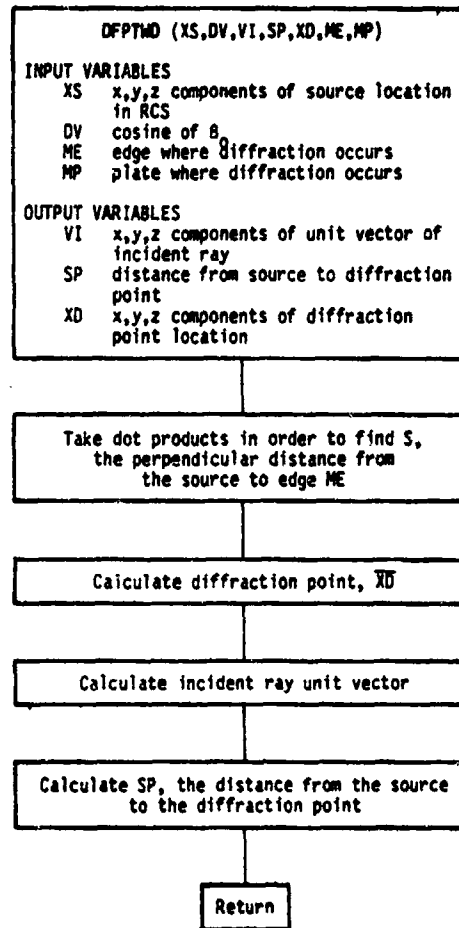 DFPTWD (XS,DV,VI,SP,XD,ME,MP)
INPUT VARIABLES
XS x,y,z components of source location
in RCS
DV cosine of β₀
ME edge where diffraction occurs
MP plate where diffraction occurs
OUTPUT VARIABLES
VI x,y,z components of unit vector of
incident ray
SP distance from source to diffraction
point
XD x,y,z components of diffraction
point location
Take dot products in order to find S,
the perpendicular distance from
the source to edge ME
Calculate diffraction point, X̅D̅
Calculate incident ray unit vector
Calculate SP, the distance from the source
to the diffraction point
Return